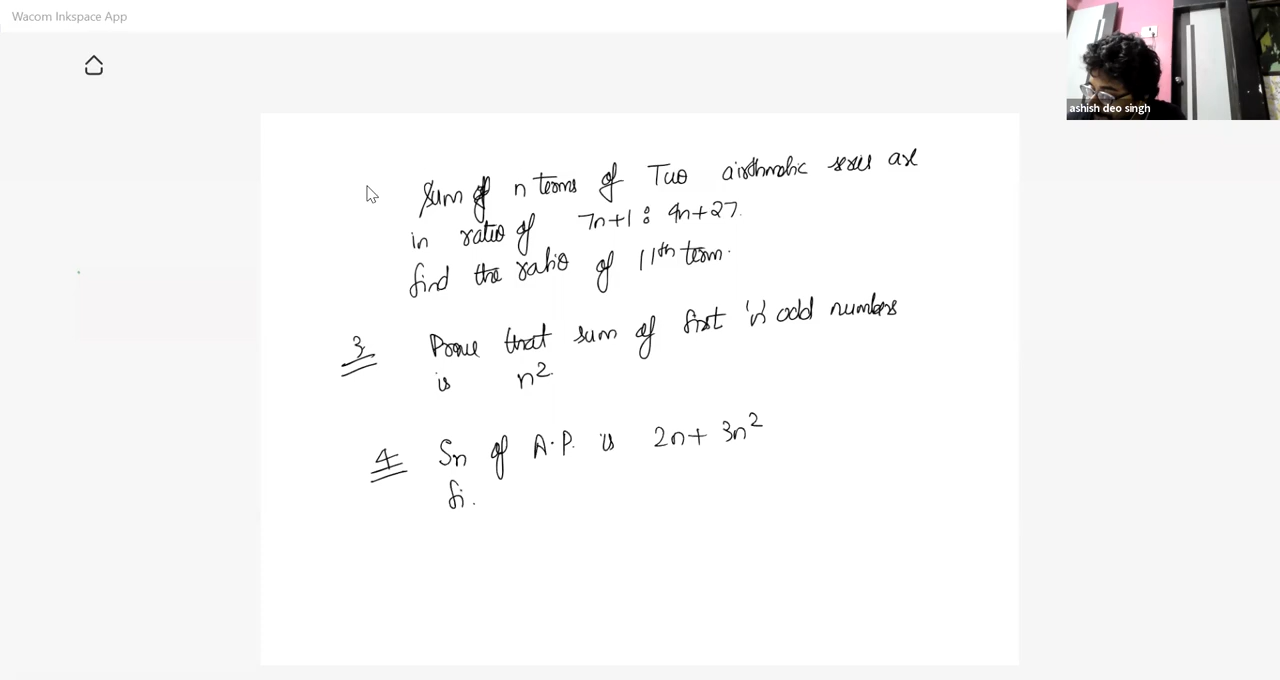 Wacom Inkspace App
ashish deo singh
Sum of n terms of Two airthmatic series are
in ratio of 7n+1 : 4n+27.
find the ratio of 11th term.
3 Prove that sum of first 'n' odd numbers
is n²
4 Sn of A.P. is 2n+3n²
fi.